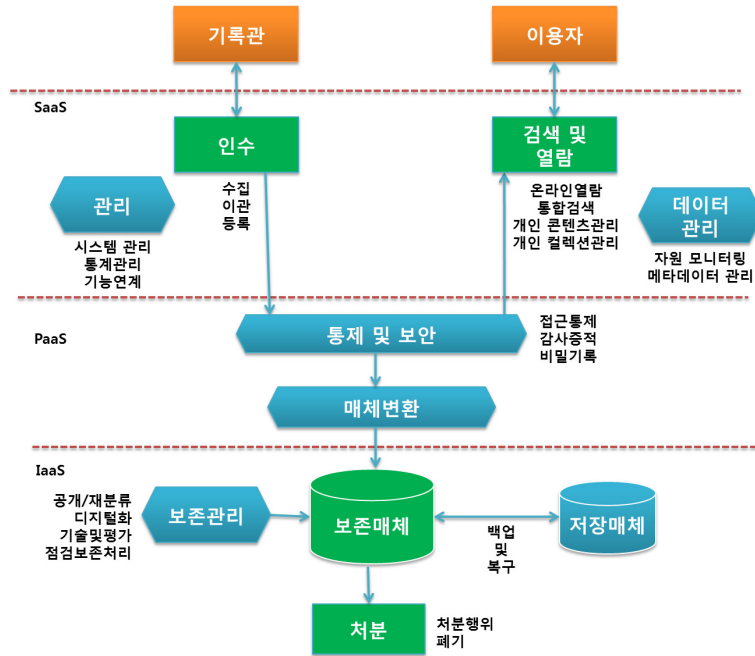 기록관
이용자
SaaS
인수
검색 및
열람
수집
이관
등록
관리
시스템 관리
통계관리
기능연계
온라인열람
통합검색
개인 콘텐츠관리
개인 컬렉션관리
데이터
관리
자원 모니터링
메타데이터 관리
PaaS
통제 및 보안
접근통제
감사증적
비밀기록
매체변환
IaaS
공개/재분류
디지털화
기술및평가
점검보존처리
보존관리
보존매체
백업
및
복구
저장매체
처분
처분행위
폐기